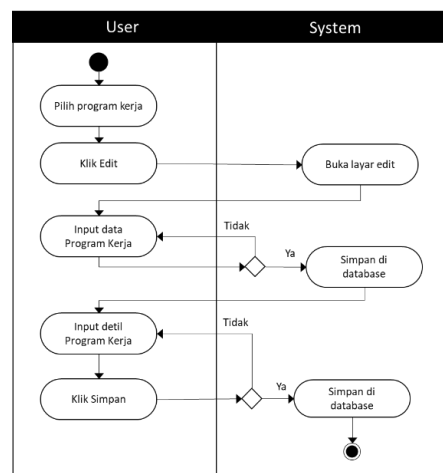 User
System
Pilih program kerja
Klik Edit
Buka layar edit
Input data
Program Kerja
Tidak
Ya
Simpan di
database
Input detil
Program Kerja
Tidak
Klik Simpan
Ya
Simpan di
database